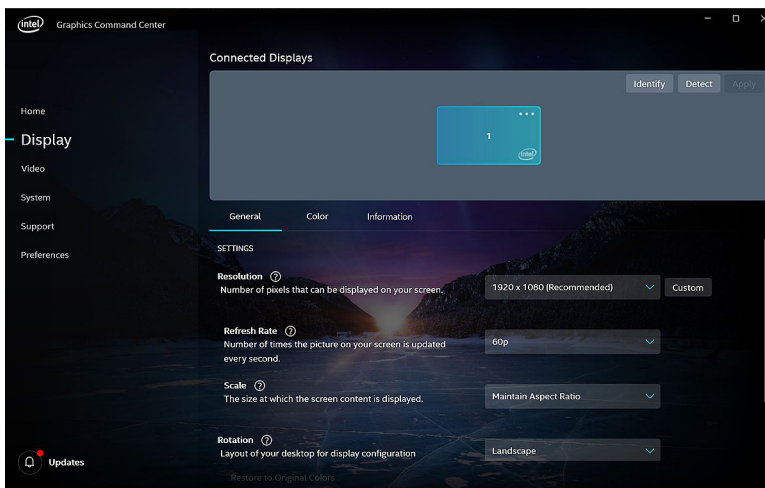 intel
Graphics Command Center
Connected Displays
Identify
Detect
Apply
1
intel
Home
Display
Video
System
Support
Preferences
General
Color
Information
SETTINGS
Resolution ?
Number of pixels that can be displayed on your screen.
1920 x 1080 (Recommended)
Custom
Refresh Rate ?
Number of times the picture on your screen is updated
every second.
60p
Scale ?
The size at which the screen content is displayed.
Maintain Aspect Ratio
Rotation ?
Layout of your desktop for display configuration
Landscape
Restore to Original Colors
Updates